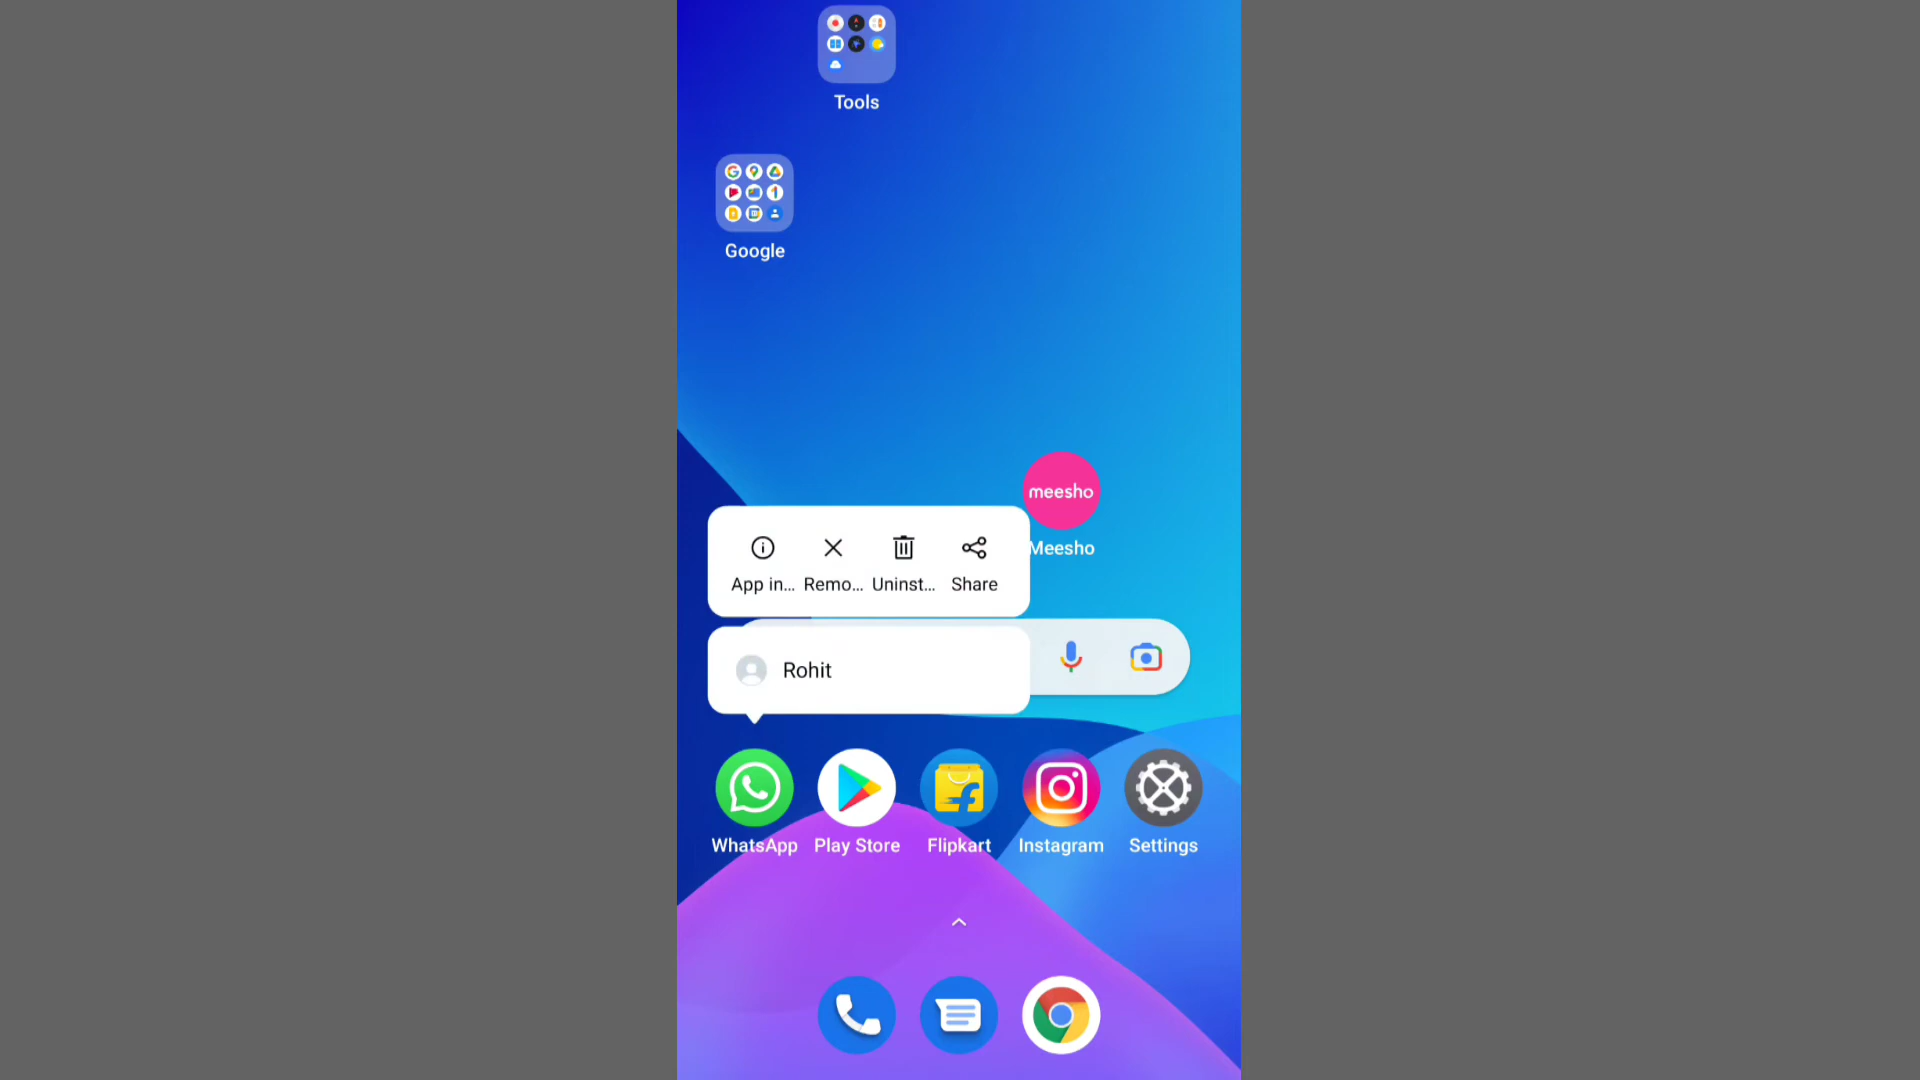 Tools
Google
meesho
Meesho
App in... Remo... Uninst... Share
Rohit
WhatsApp Play Store Flipkart Instagram Settings